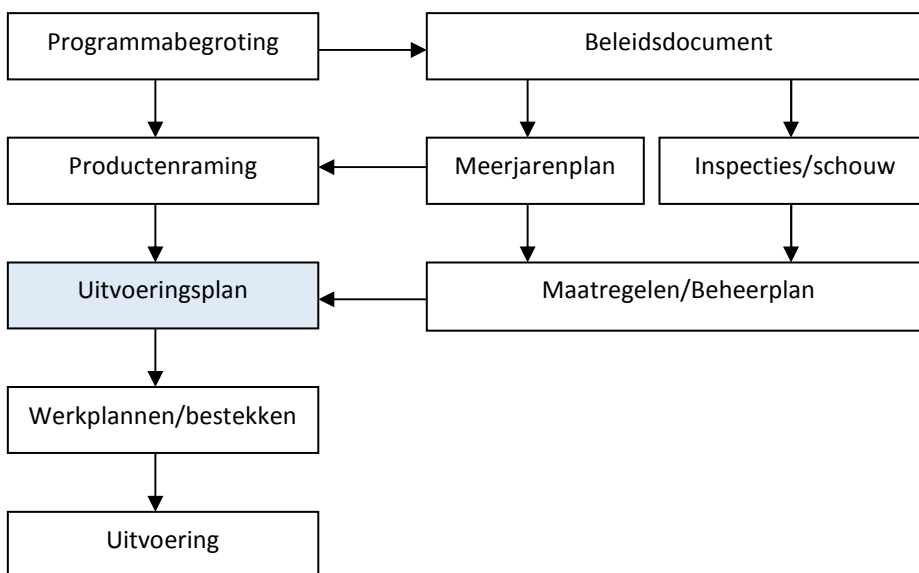 Programmabegroting
Beleidsdocument
Productenraming
Meerjarenplan
Inspecties/schouw
Uitvoeringsplan
Maatregelen/Beheerplan
Werkplannen/bestekken
Uitvoering